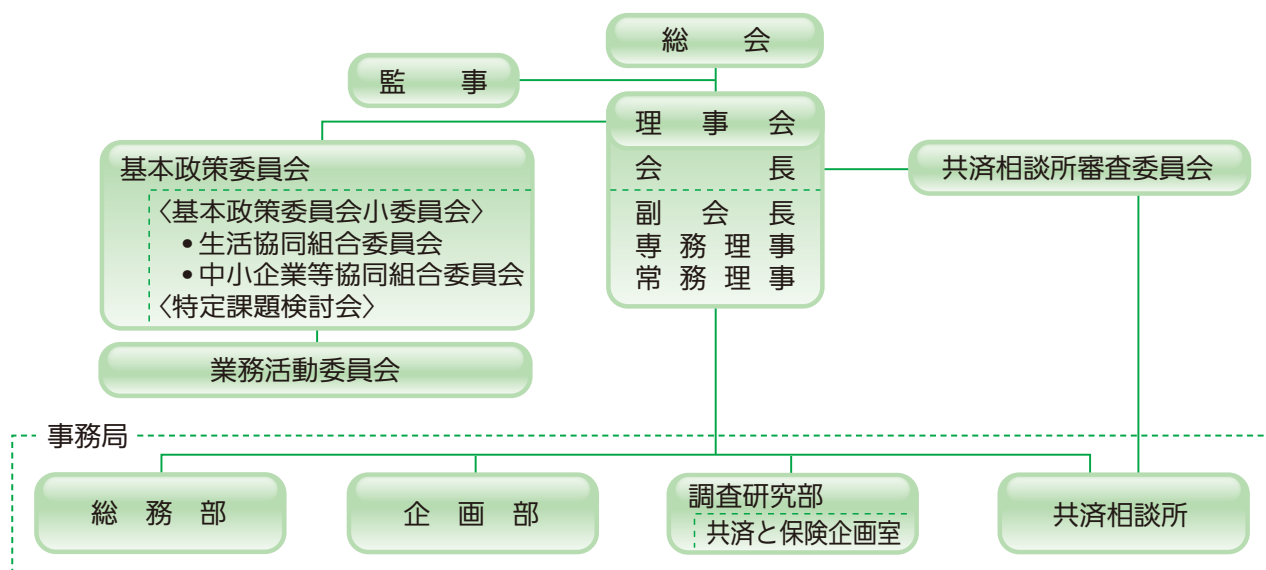 総会
監事
理事会
会長
副会長
専務理事
常務理事
基本政策委員会
〈基本政策委員会小委員会〉
•生活協同組合委員会
•中小企業等協同組合委員会
〈特定課題検討会〉
業務活動委員会
共済相談所審査委員会
事務局
総務部
企画部
調査研究部
共済と保険企画室
共済相談所